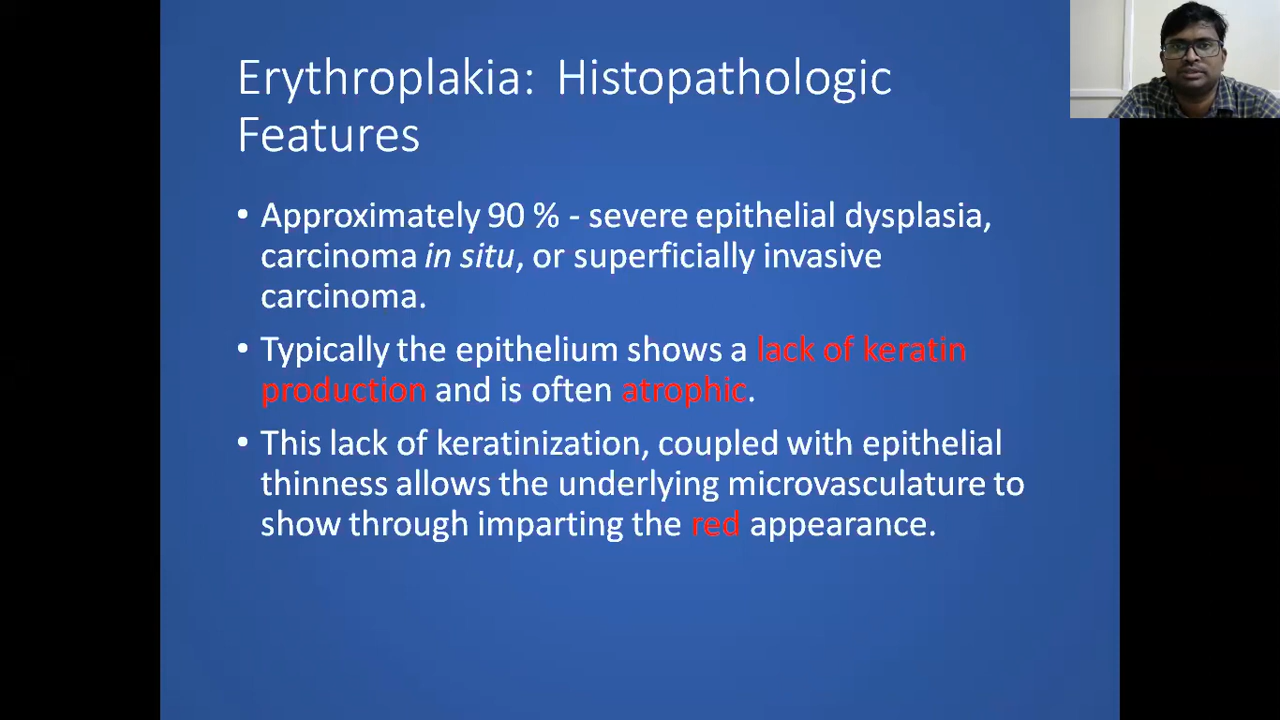 Erythroplakia: Histopathologic
Features
• Approximately 90 % - severe epithelial dysplasia,
carcinoma in situ, or superficially invasive
carcinoma.
• Typically the epithelium shows a lack of keratin
production and is often atrophic.
• This lack of keratinization, coupled with epithelial
thinness allows the underlying microvasculature to
show through imparting the red appearance.